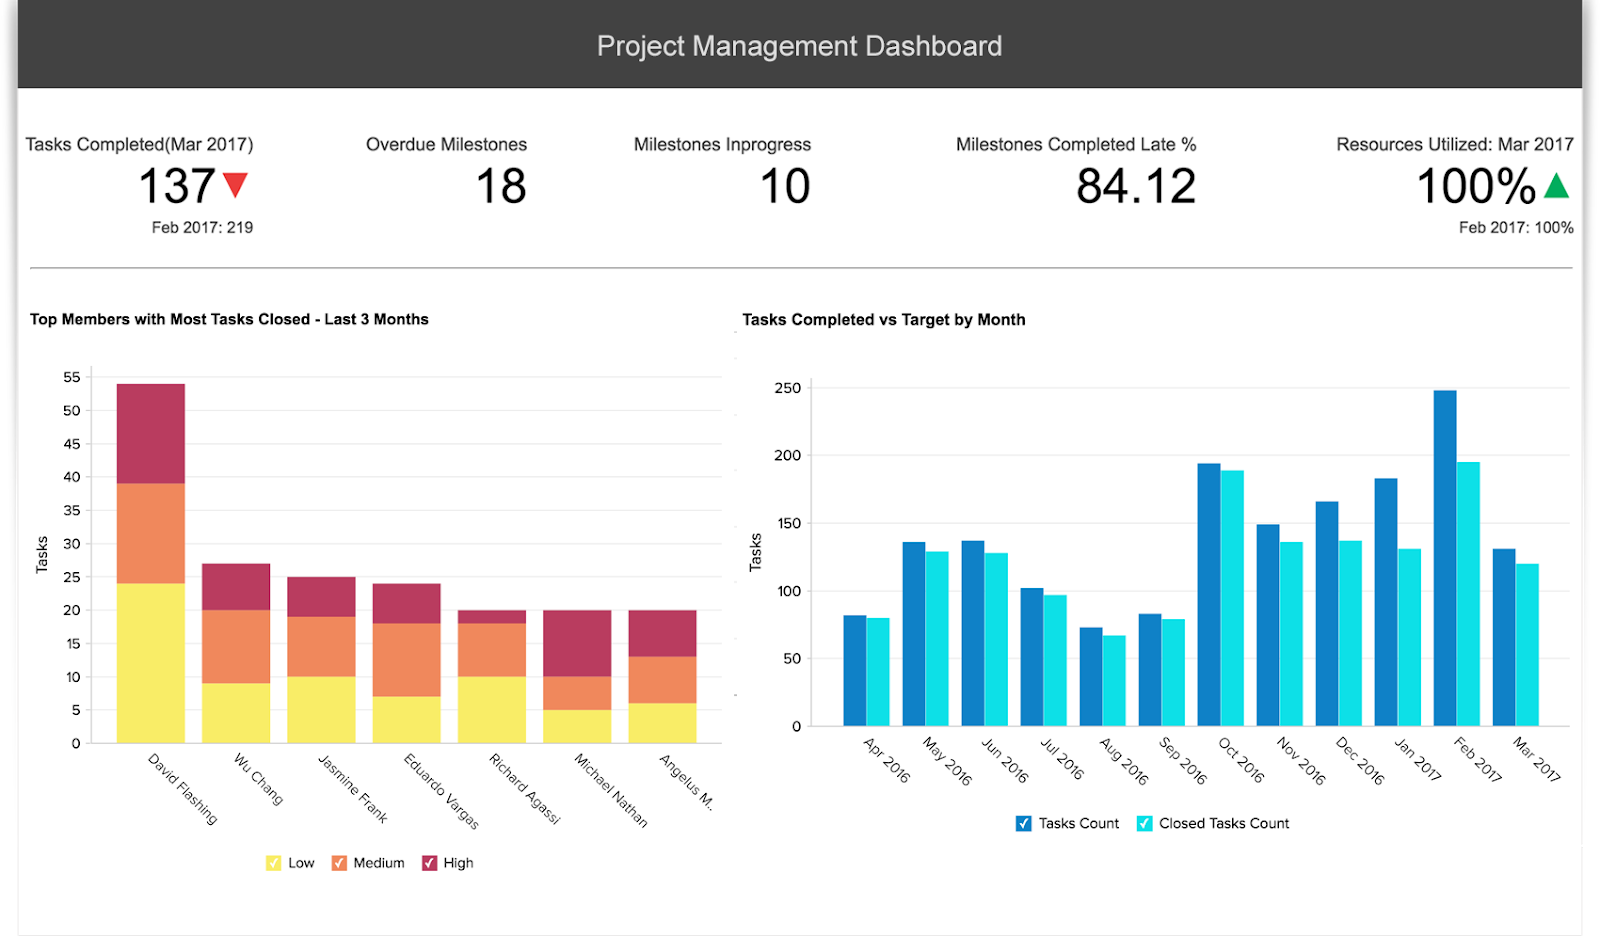 Project Management Dashboard
Tasks Completed(Mar 2017)
137
Feb 2017: 219
Overdue Milestones
18
Milestones Inprogress
10
Milestones Completed Late %
84.12
Resources Utilized: Mar 2017
100%
Feb 2017: 100%
Top Members with Most Tasks Closed - Last 3 Months
Tasks
55
50
45
40
35
30
25
20
15
10
5
0
David Flashing
Wu Chang
Jasmine Frank
Eduardo Vargas
Richard Agassi
Michael Nathan
Angelus M..
Low Medium High
Tasks Completed vs Target by Month
Tasks
250
200
150
100
50
0
Apr 2016
May 2016
Jun 2016
Jul 2016
Aug 2016
Sep 2016
Oct 2016
Nov 2016
Dec 2016
Jan 2017
Feb 2017
Mar 2017
Tasks Count Closed Tasks Count